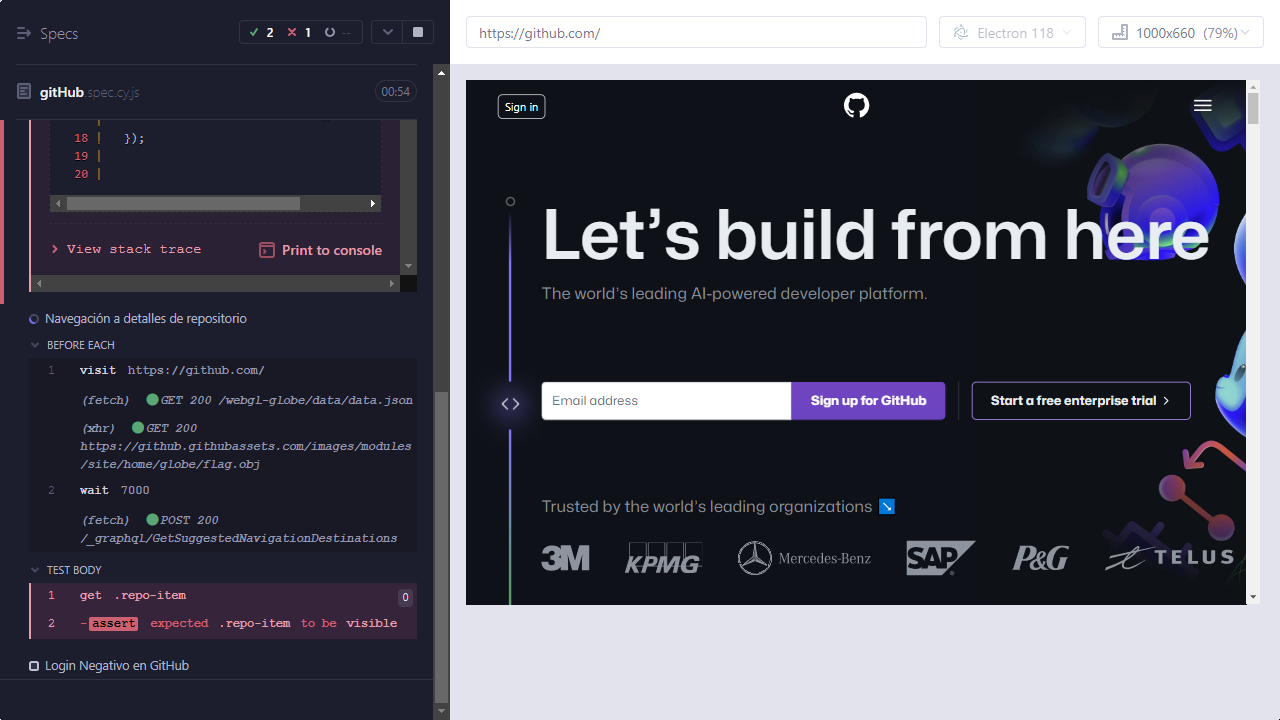 Specs
2
1
--
gitHub.spec.cy.js
00:54
18 | });
19 |
20 |
View stack trace
Print to console
Navegación a detalles de repositorio
BEFORE EACH
1 visit https://github.com/
(fetch) GET 200 /webgl-globe/data/data.json
(xhr) GET 200
https://github.githubassets.com/images/modules
/site/home/globe/flag.obj
2 wait 7000
(fetch) POST 200
/_graphql/GetSuggestedNavigationDestinations
TEST BODY
1 get .repo-item 0
2 -assert expected .repo-item to be visible
Login Negativo en GitHub
https://github.com/
Electron 118
1000x660 (79%)
Sign in
Let’s build from here
The world’s leading AI-powered developer platform.
Email address
Sign up for GitHub
Start a free enterprise trial
Trusted by the world’s leading organizations ↘
3M
KPMG
Mercedes-Benz
SAP
P&G
TELUS